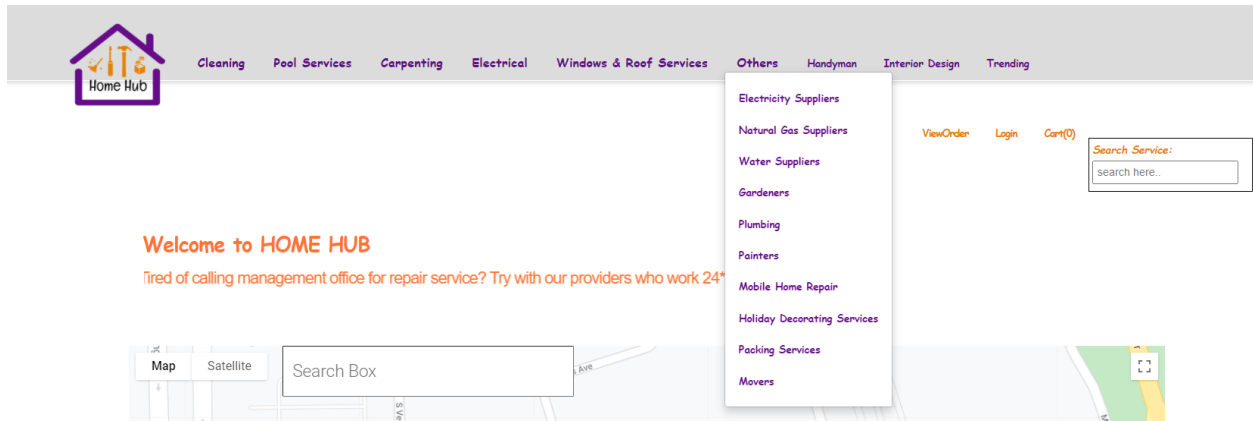 Home Hub
Cleaning Pool Services Carpenting Electrical Windows & Roof Services Others Handyman Interior Design Trending
Electricity Suppliers
Natural Gas Suppliers
Water Suppliers
Gardeners
Plumbing
Painters
Mobile Home Repair
Holiday Decorating Services
Packing Services
Movers
ViewOrder Login Cart(0)
Search Service:
search here..
Welcome to HOME HUB
Tired of calling management office for repair service? Try with our providers who work 24*
Map Satellite
Search Box
Ave
S Ve